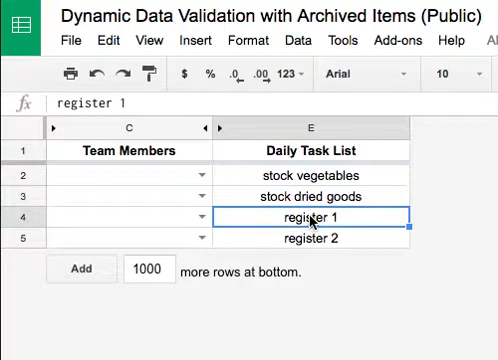 Dynamic Data Validation with Archived Items (Public)
File Edit View Insert Format Data Tools Add-ons Help
$ % .0 .00 123 Arial 10
fx register 1
C E
1 Team Members Daily Task List
2 stock vegetables
3 stock dried goods
4 register 1
5 register 2
Add 1000 more rows at bottom.